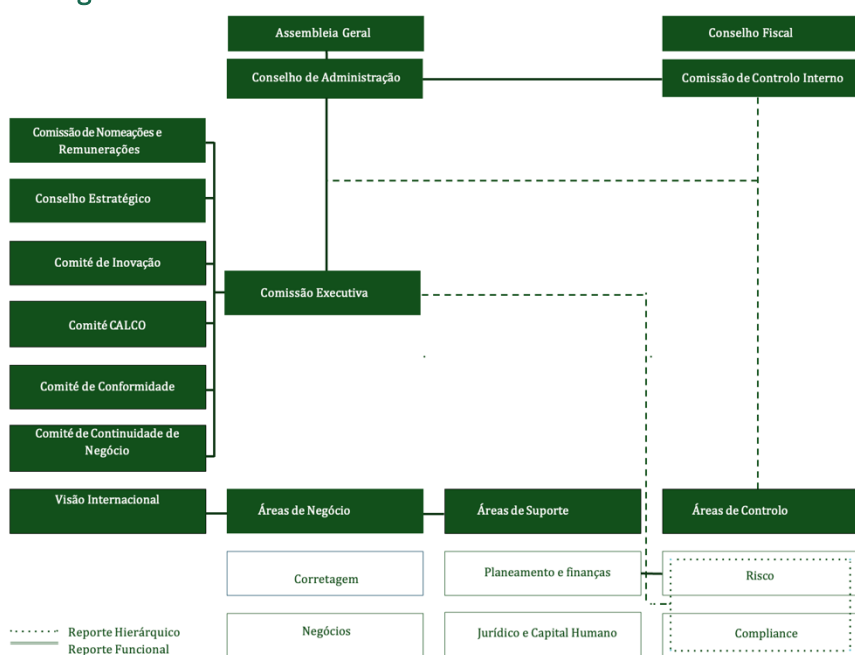 Assembleia Geral
Conselho Fiscal
Conselho de Administração
Comissão de Controlo Interno
Comissão de Nomeações e
Remunerações
Conselho Estratégico
Comité de Inovação
Comissão Executiva
Comité CALCO
Comité de Conformidade
Comité de Continuidade de
Negócio
Visão Internacional
Áreas de Negócio
Áreas de Suporte
Áreas de Controlo
Corretagem
Planeamento e finanças
Risco
Negócios
Jurídico e Capital Humano
Compliance
Reporte Hierárquico
Reporte Funcional